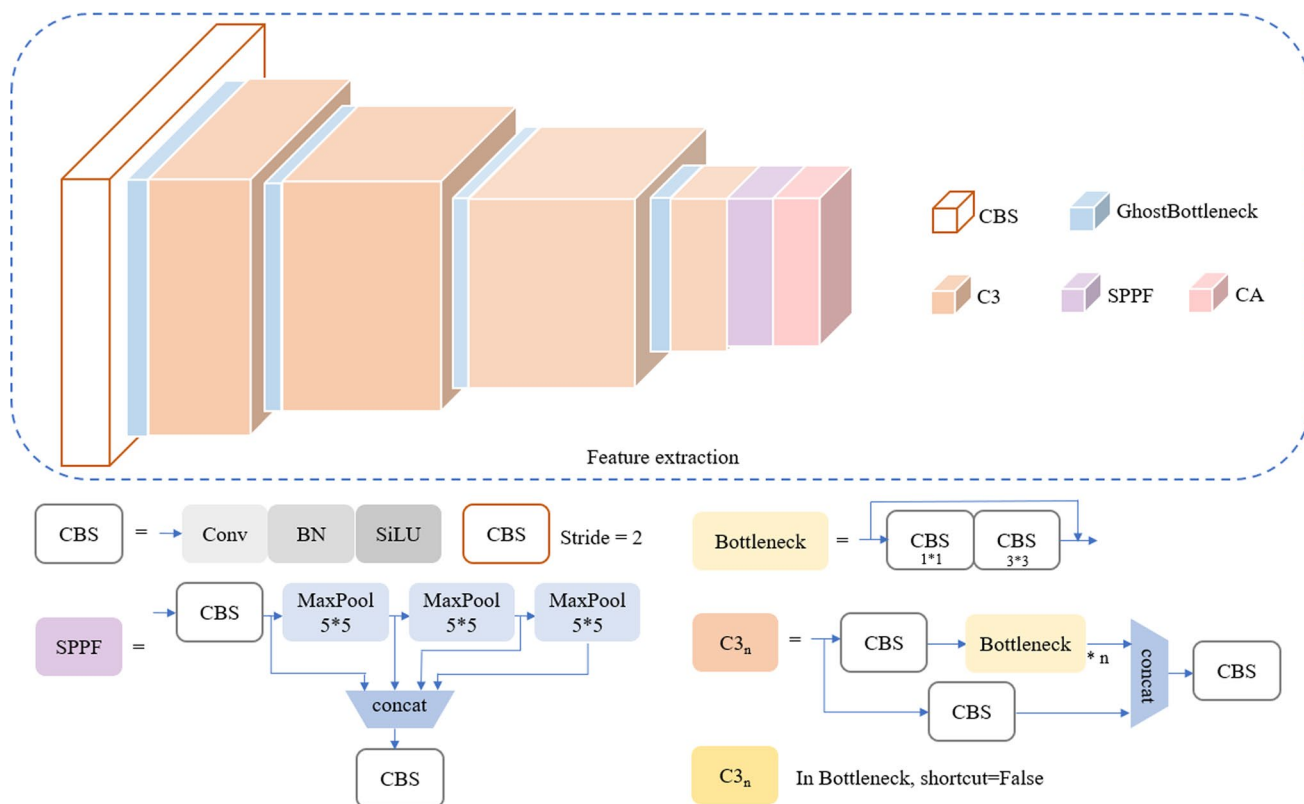 CBS
GhostBottleneck
C3
SPPF
CA
Feature extraction
CBS = Conv BN SiLU
CBS Stride = 2
Bottleneck = CBS 1*1 CBS 3*3
SPPF = CBS
MaxPool 5*5
MaxPool 5*5
MaxPool 5*5
concat
CBS
C3n = CBS Bottleneck * n
CBS
concat
CBS
C3n In Bottleneck, shortcut=False